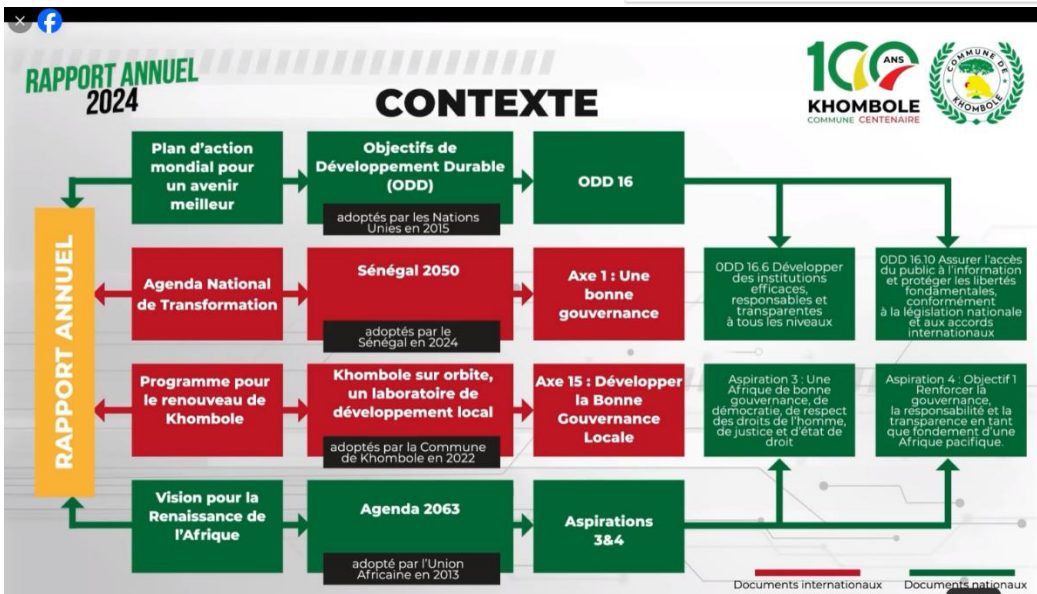 RAPPORT ANNUEL
2024
CONTEXTE
100
ANS
KHOMBOLE
COMMUNE CENTENAIRE
COMMUNE DE
KHOMBOLE
RAPPORT ANNUEL
Plan d'action
mondial pour
un avenir
meilleur
Objectifs de
Développement Durable
(ODD)
adoptés par les Nations
Unies en 2015
ODD 16
ODD 16.6 Développer
des institutions
efficaces,
responsables et
transparentes
à tous les niveaux
ODD 16.10 Assurer l'accès
du public à l'information
et protéger les libertés
fondamentales,
conformément
à la législation nationale
et aux accords
internationaux
Agenda National
de Transformation
Sénégal 2050
adoptés par le
Sénégal en 2024
Axe 1 : Une
bonne
gouvernance
Programme pour
le renouveau de
Khombole
Khombole sur orbite,
un laboratoire de
développement local
adoptés par la Commune
de Khombole en 2022
Axe 15 : Développer
la Bonne
Gouvernance
Locale
Aspiration 3 : Une
Afrique de bonne
gouvernance, de
démocratie, de respect
des droits de l'homme,
de justice et d'état de
droit
Aspiration 4 : Objectif 1
Renforcer la
gouvernance,
la responsabilité et la
transparence en tant
que fondement d'une
Afrique pacifique.
Vision pour la
Renaissance de
l'Afrique
Agenda 2063
adopté par l'Union
Africaine en 2013
Aspirations
3&4
Documents internationaux
Documents nationaux